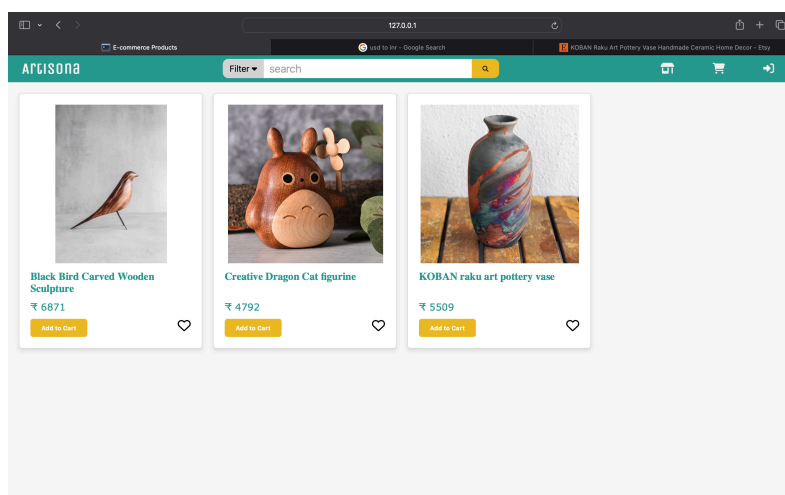 127.0.0.1
E-commerce Products
G usd to inr - Google Search
E KOBAN Raku Art Pottery Vase Handmade Ceramic Home Decor - Etsy
Artisona
Filter
search
Black Bird Carved Wooden
Sculpture
₹ 6871
Add to Cart
Creative Dragon Cat figurine
₹ 4792
Add to Cart
KOBAN raku art pottery vase
₹ 5509
Add to Cart